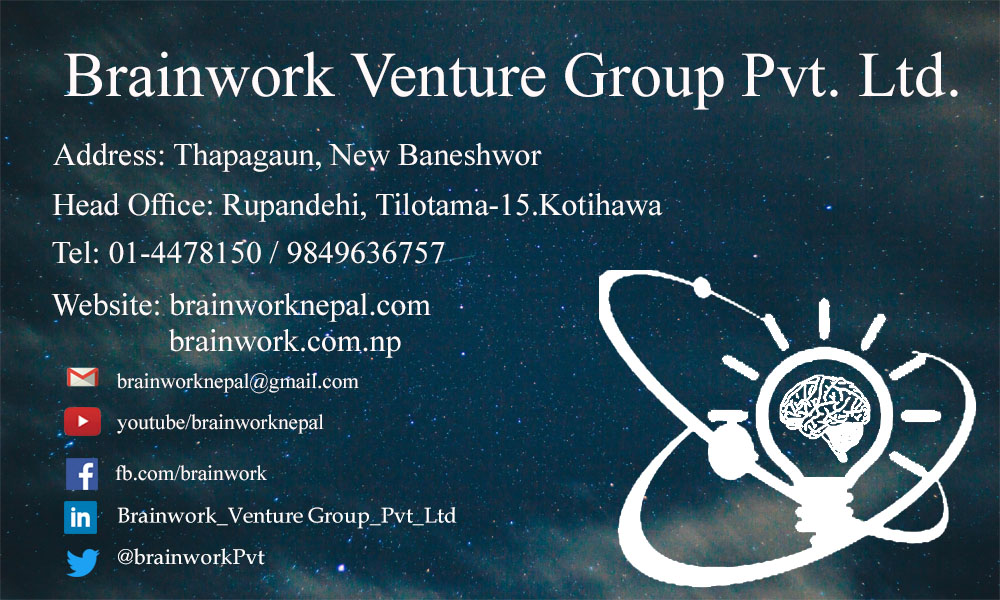 Brainwork Venture Group Pvt. Ltd.
Address: Thapagaun, New Baneshwor
Head Office: Rupandehi, Tilotama-15.Kotihawa
Tel: 01-4478150 / 9849636757
Website: brainworknepal.com
brainwork.com.np
brainworknepal@gmail.com
youtube/brainworknepal
fb.com/brainwork
Brainwork_Venture Group_Pvt_Ltd
@brainworkPvt